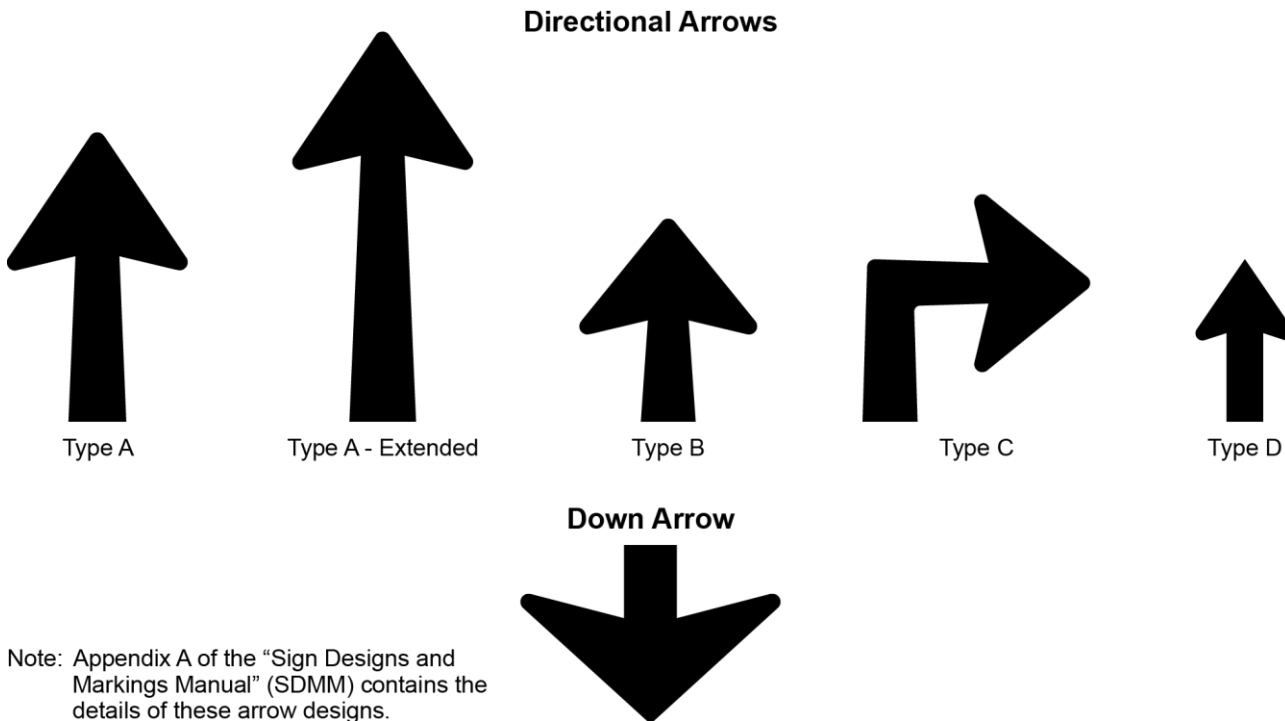 Directional Arrows
Type A
Type A - Extended
Type B
Type C
Type D
Down Arrow
Note: Appendix A of the “Sign Designs and
Markings Manual” (SDMM) contains the
details of these arrow designs.